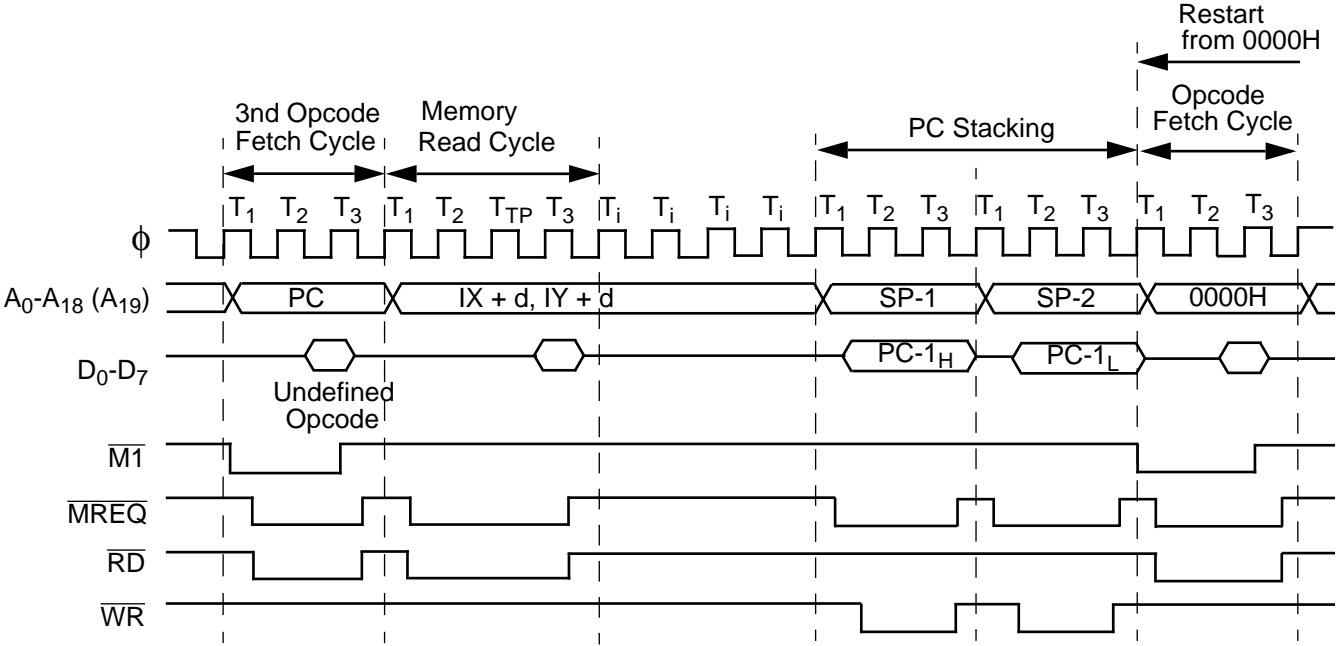 Restart
from 0000H
3nd Opcode
Fetch Cycle
Memory
Read Cycle
PC Stacking
Opcode
Fetch Cycle
T1 T2 T3 T1 T2 TTP T3 Ti Ti Ti Ti T1 T2 T3 T1 T2 T3 T1 T2 T3
ϕ
A0-A18 (A19) PC IX + d, IY + d SP-1 SP-2 0000H
D0-D7 PC-1H PC-1L
Undefined
Opcode
M1
MREQ
RD
WR